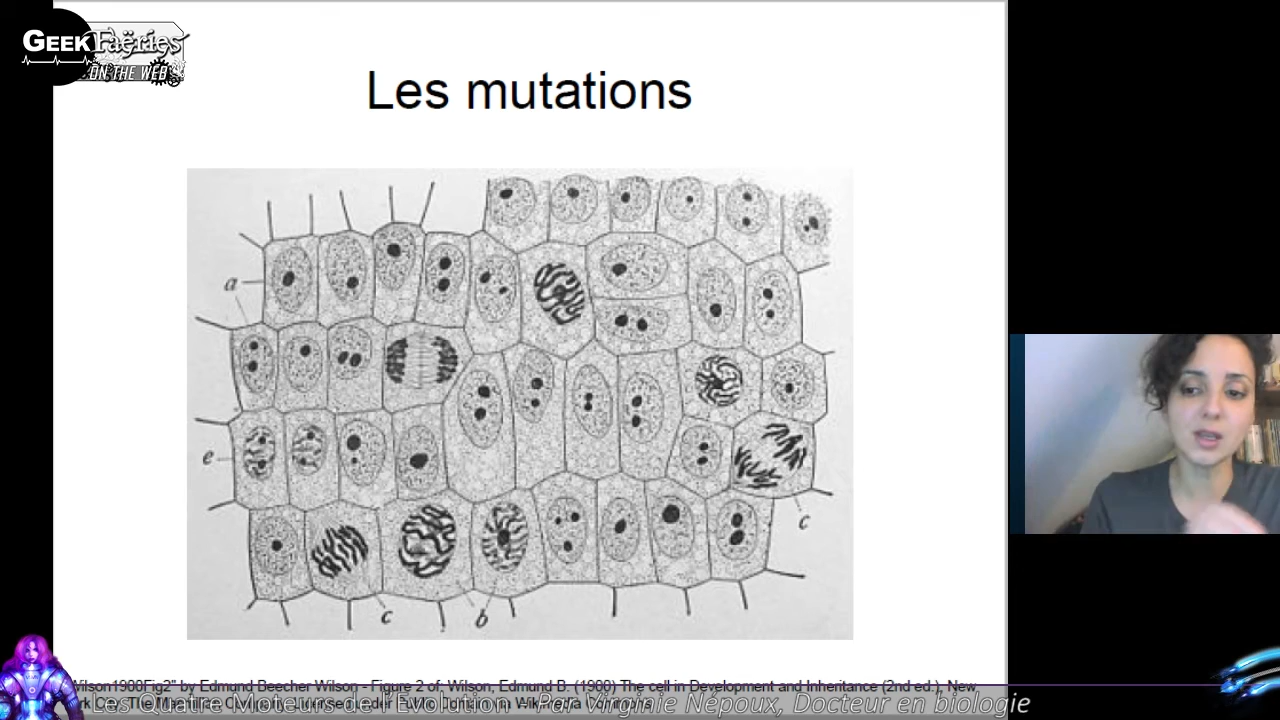 GEEK Faëries
ON THE WEB
Les mutations
a
e
c
c
b
Wilson1900Fig2" by Edmund Beecher Wilson - Figure 2 of: Wilson, Edmund B. (1900) The cell in Development and Inheritance (2nd ed.), New
Les Quatre Moteurs de l'Évolution - Par Virginie Népoux, Docteur en biologie